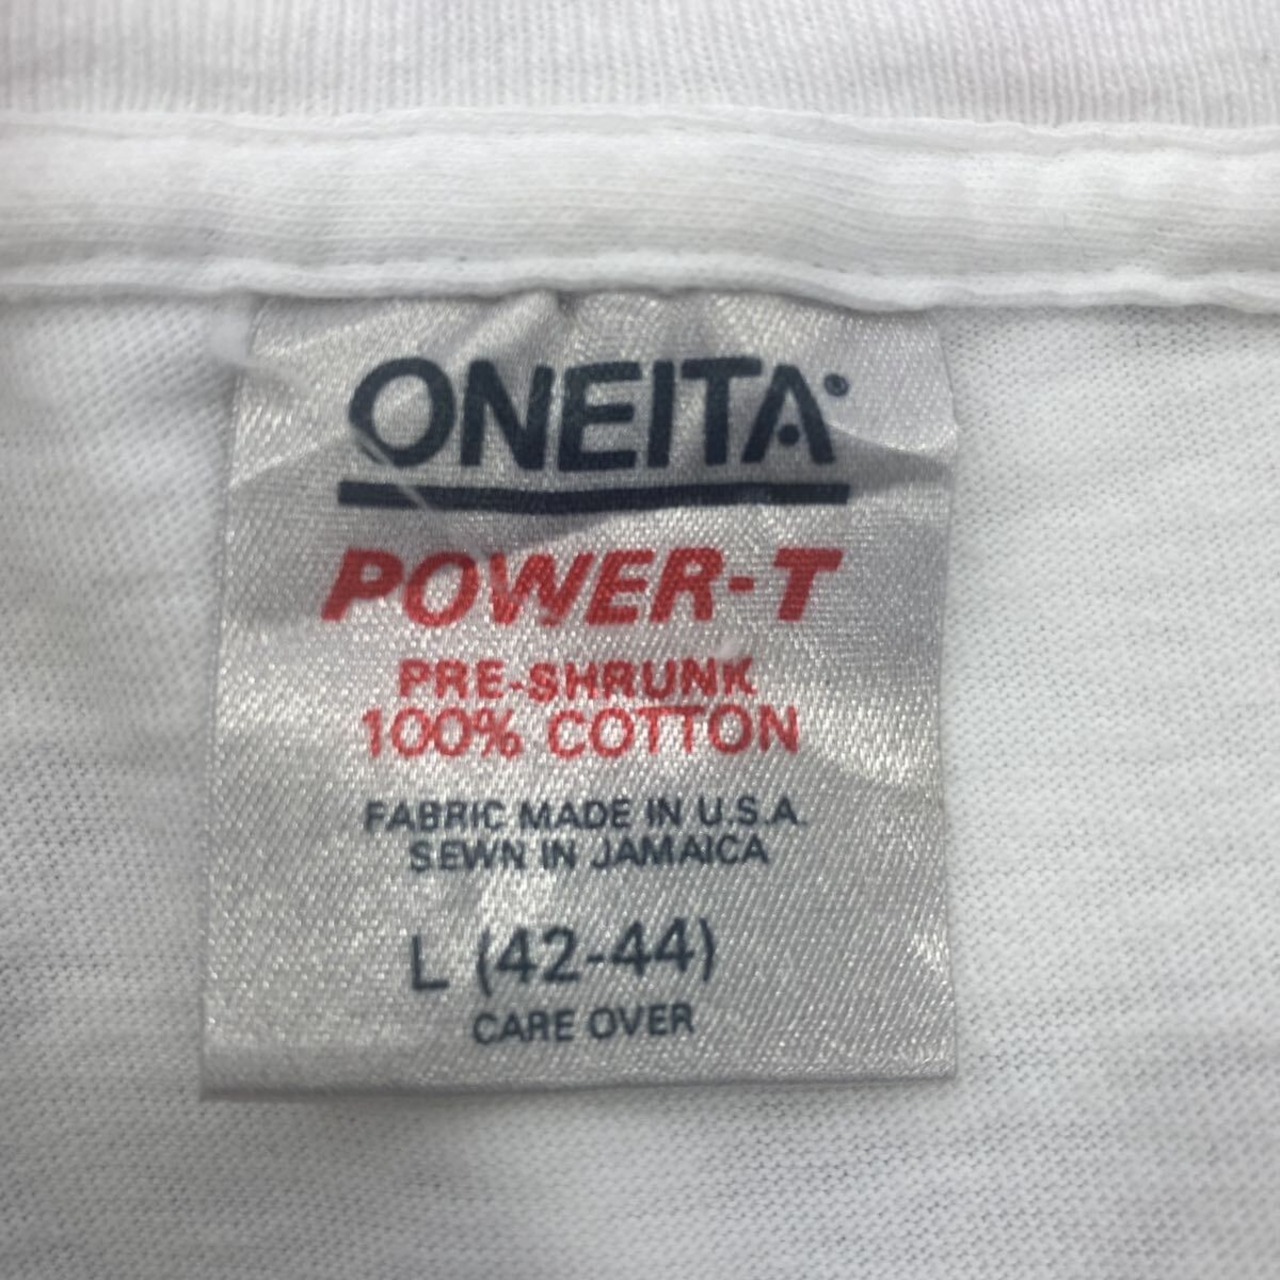 ONEITA®
POWER-T
PRE-SHRUNK
100% COTTON
FABRIC MADE IN U.S.A.
SEWN IN JAMAICA
L (42-44)
CARE OVER